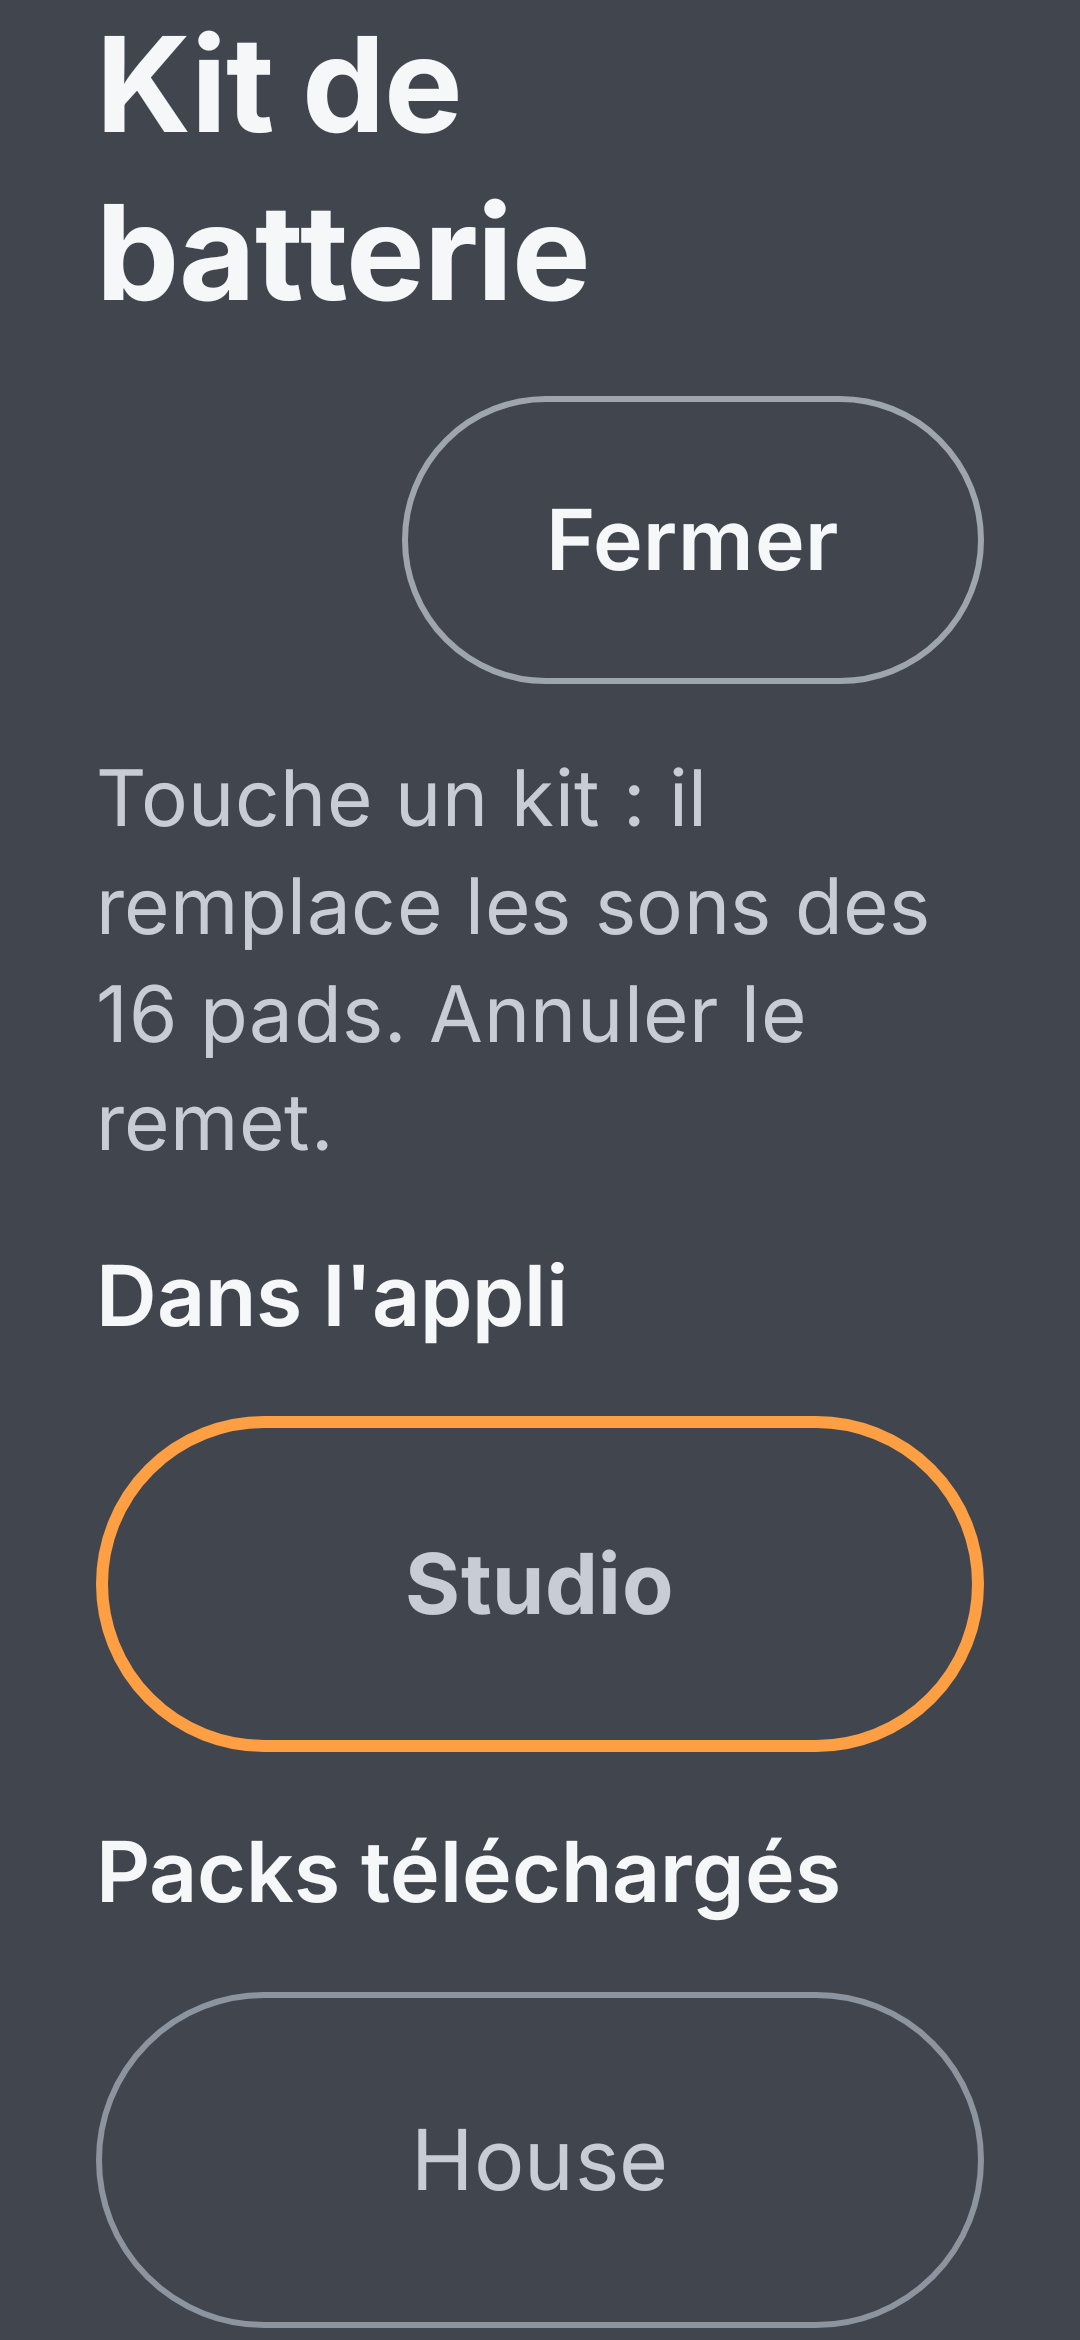 Kit de
batterie
Fermer
Touche un kit : il
remplace les sons des
16 pads. Annuler le
remet.
Dans l'appli
Studio
Packs téléchargés
House